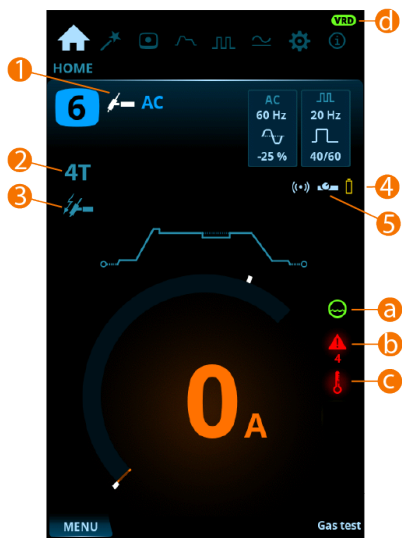 VRD
d
HOME
1
6 AC
AC
60 Hz
-25 %
20 Hz
40/60
2
4T
3
4
5
a
b
4
c
0 A
MENU
Gas test